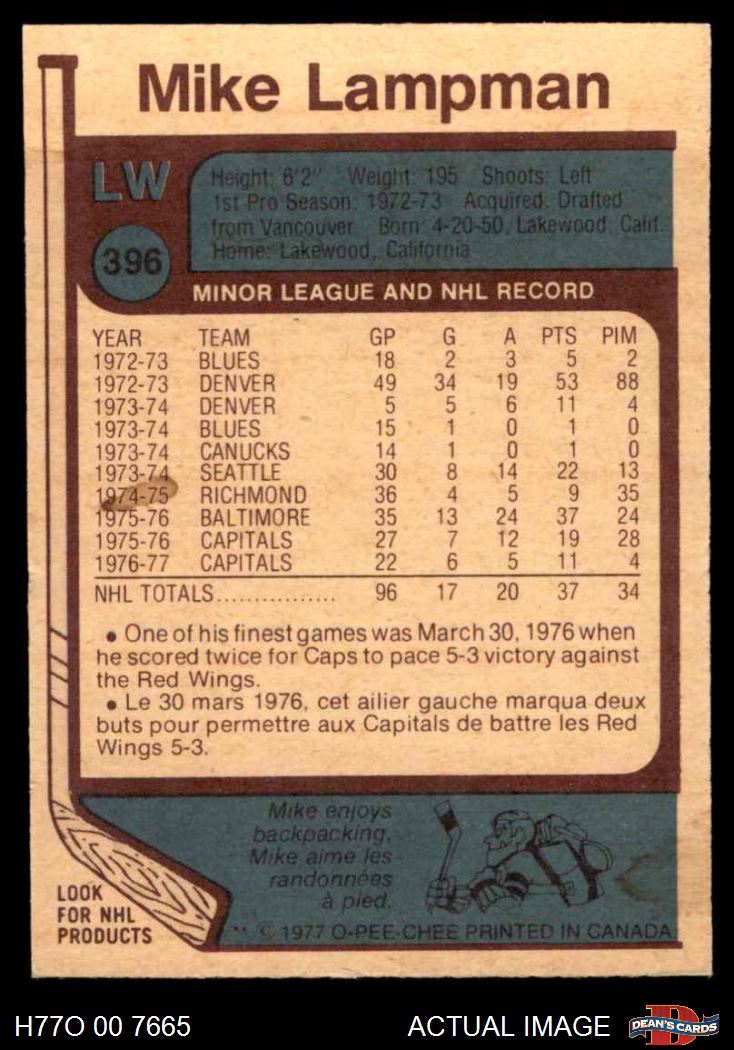 Mike Lampman
LW
Height: 6'2" Weight: 195 Shoots: Left
1st Pro Season: 1972-73 Acquired: Drafted
from Vancouver Born: 4-20-50, Lakewood, Calif.
Home: Lakewood, California
396
MINOR LEAGUE AND NHL RECORD
YEAR TEAM GP G A PTS PIM
1972-73 BLUES 18 2 3 5 2
1972-73 DENVER 49 34 19 53 88
1973-74 DENVER 5 5 6 11 4
1973-74 BLUES 15 1 0 1 0
1973-74 CANUCKS 14 1 0 1 0
1973-74 SEATTLE 30 8 14 22 13
1974-75 RICHMOND 36 4 5 9 35
1975-76 BALTIMORE 35 13 24 37 24
1975-76 CAPITALS 27 7 12 19 28
1976-77 CAPITALS 22 6 5 11 4
NHL TOTALS................ 96 17 20 37 34
● One of his finest games was March 30, 1976 when
he scored twice for Caps to pace 5-3 victory against
the Red Wings.
● Le 30 mars 1976, cet ailier gauche marqua deux
buts pour permettre aux Capitals de battre les Red
Wings 5-3.
Mike enjoys
backpacking.
Mike aime les
randonnées
à pied.
LOOK
FOR NHL
PRODUCTS
** © 1977 O-PEE-CHEE PRINTED IN CANADA
H77O 00 7665
ACTUAL IMAGE
D
DEAN'S CARDS